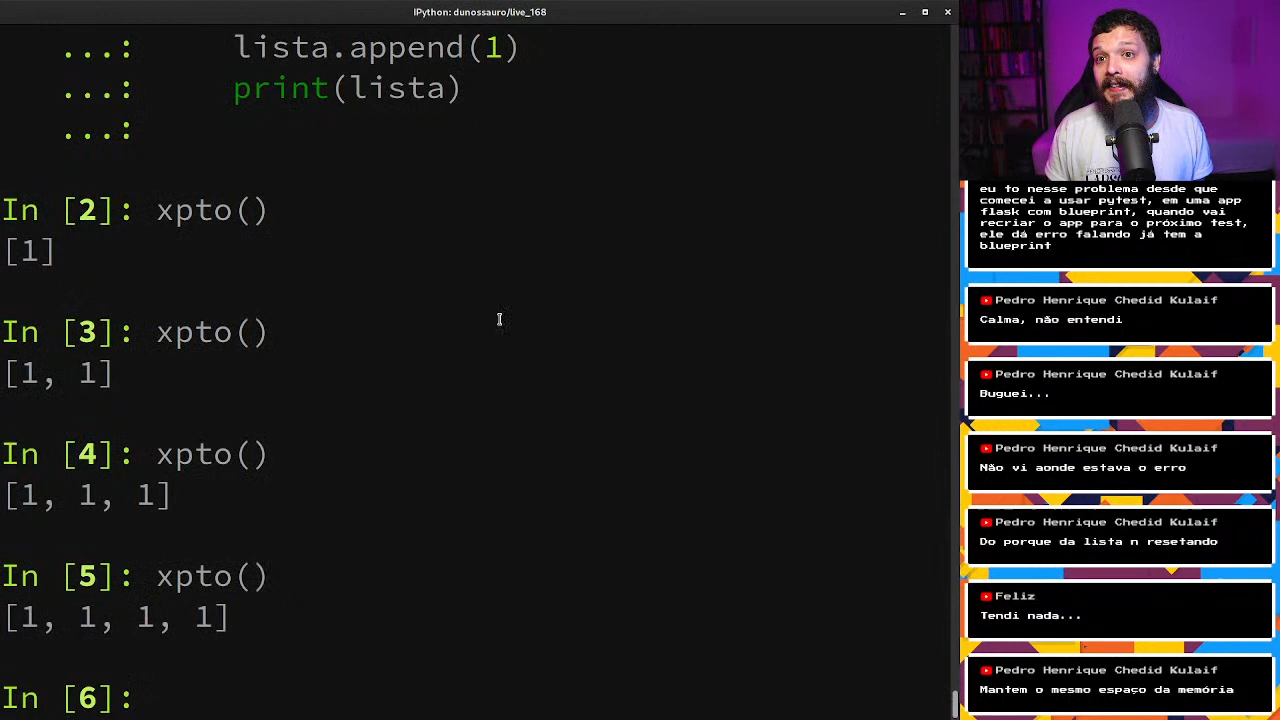 IPython: dunossauro/live_168
...: lista.append(1)
...: print(lista)
...:
In [2]: xpto()
[1]
In [3]: xpto()
[1, 1]
In [4]: xpto()
[1, 1, 1]
In [5]: xpto()
[1, 1, 1, 1]
In [6]:
eu to nesse problema desde que
comecei a usar pytest, em uma app
flask com blueprint, quando vai
recriar o app para o próximo test,
ele dá erro falando já tem a
blueprint
Pedro Henrique Chedid Kulaif
Calma, não entendi
Pedro Henrique Chedid Kulaif
Buguei...
Pedro Henrique Chedid Kulaif
Não vi aonde estava o erro
Pedro Henrique Chedid Kulaif
Do porque da lista n resetando
Feliz
Tendi nada...
Pedro Henrique Chedid Kulaif
Mantem o mesmo espaço da memória